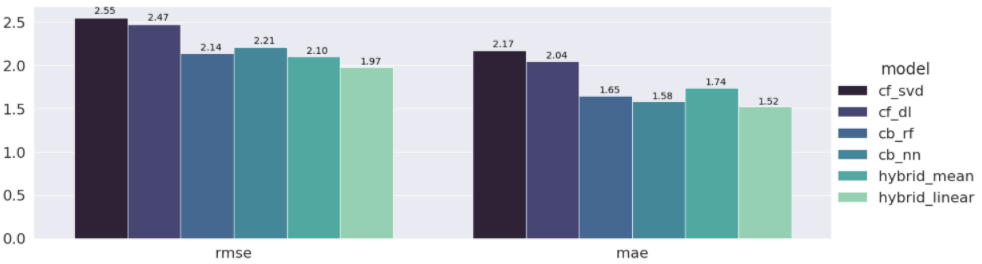 2.5
2.0
1.5
1.0
0.5
0.0
2.55
2.47
2.14
2.21
2.10
1.97
2.17
2.04
1.65
1.58
1.74
1.52
rmse
mae
model
cf_svd
cf_dl
cb_rf
cb_nn
hybrid_mean
hybrid_linear